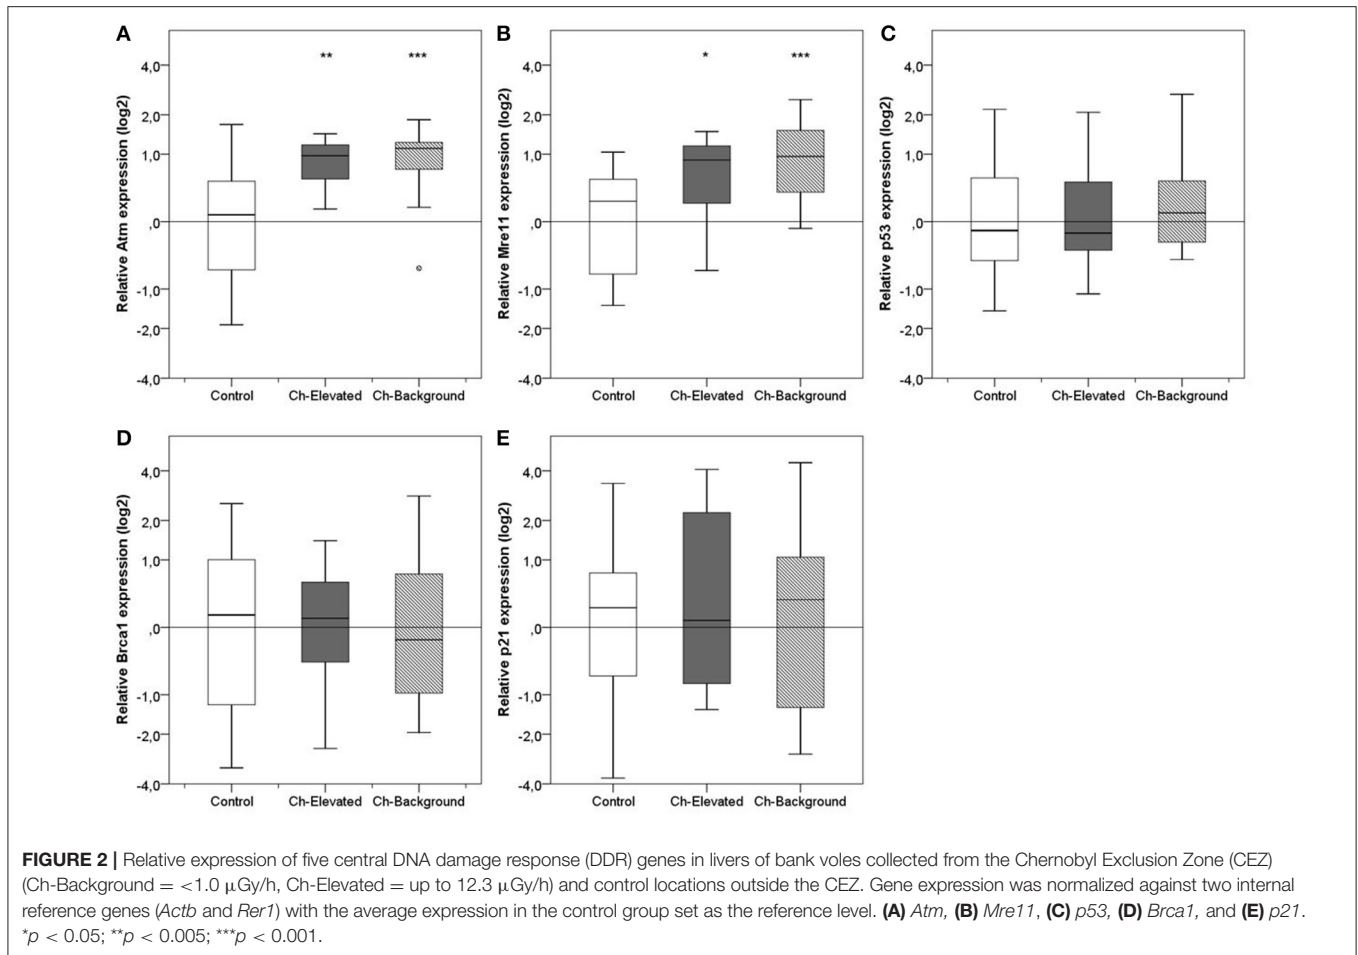 A
Relative Atm expression (log2)
4,0
2,0
1,0
,0
-1,0
-2,0
-4,0
**
***
Control
Ch-Elevated
Ch-Background
B
Relative Mre11 expression (log2)
4,0
2,0
1,0
,0
-1,0
-2,0
-4,0
*
***
Control
Ch-Elevated
Ch-Background
C
Relative p53 expression (log2)
4,0
2,0
1,0
,0
-1,0
-2,0
-4,0
Control
Ch-Elevated
Ch-Background
D
Relative Brca1 expression (log2)
4,0
2,0
1,0
,0
-1,0
-2,0
-4,0
Control
Ch-Elevated
Ch-Background
E
Relative p21 expression (log2)
4,0
2,0
1,0
,0
-1,0
-2,0
-4,0
Control
Ch-Elevated
Ch-Background
FIGURE 2 | Relative expression of five central DNA damage response (DDR) genes in livers of bank voles collected from the Chernobyl Exclusion Zone (CEZ)
(Ch-Background = <1.0 μGy/h, Ch-Elevated = up to 12.3 μGy/h) and control locations outside the CEZ. Gene expression was normalized against two internal
reference genes (Actb and Rer1) with the average expression in the control group set as the reference level. (A) Atm, (B) Mre11, (C) p53, (D) Brca1, and (E) p21.
*p < 0.05; **p < 0.005; ***p < 0.001.